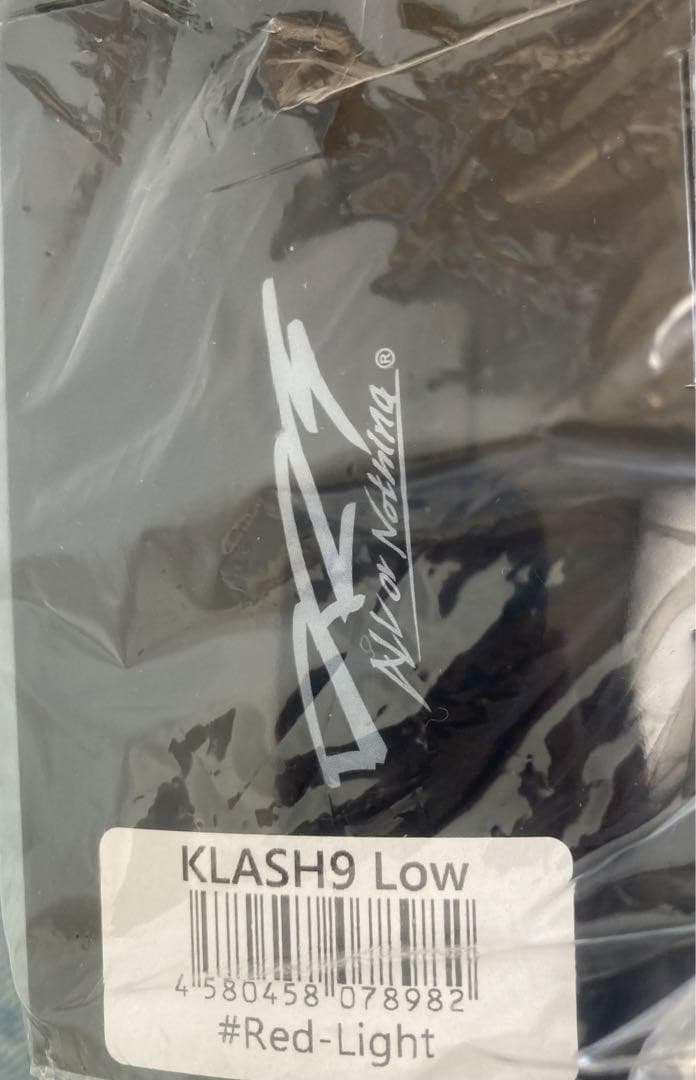 All or Nothing®
KLASH9 Low
4 580458 078982
#Red-Light